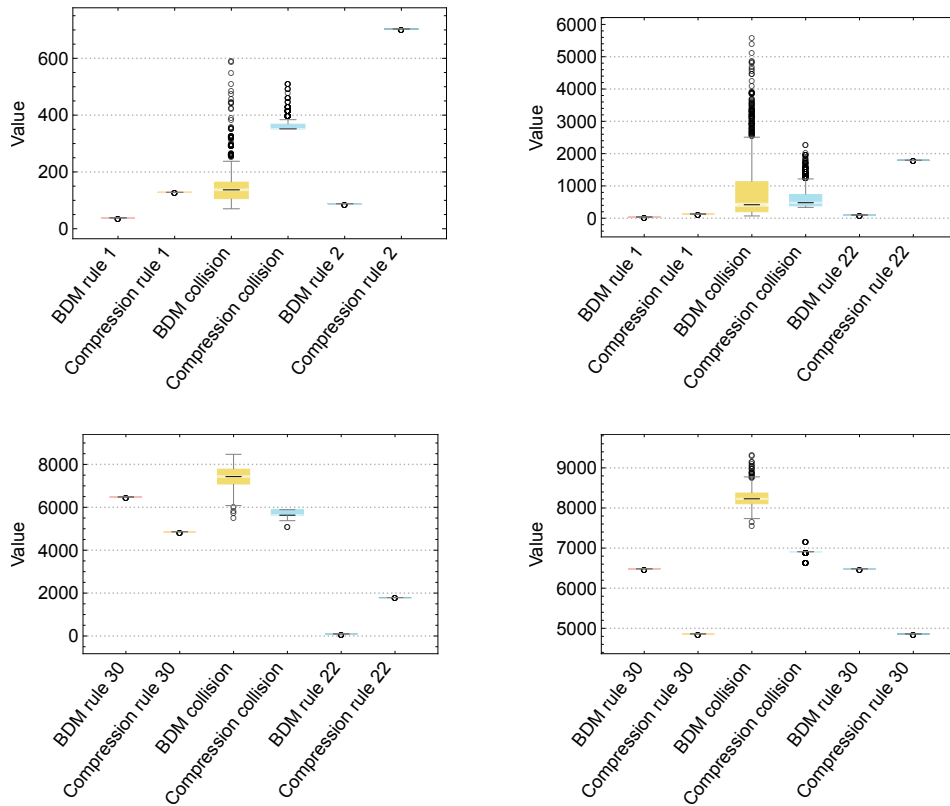 Value
600
400
200
0
BDM rule 1
Compression rule 1
BDM collision
Compression collision
BDM rule 2
Compression rule 2
Value
6000
5000
4000
3000
2000
1000
0
BDM rule 1
Compression rule 1
BDM collision
Compression collision
BDM rule 22
Compression rule 22
Value
8000
6000
4000
2000
0
BDM rule 30
Compression rule 30
BDM collision
Compression collision
BDM rule 22
Compression rule 22
Value
9000
8000
7000
6000
5000
BDM rule 30
Compression rule 30
BDM collision
Compression collision
BDM rule 30
Compression rule 30